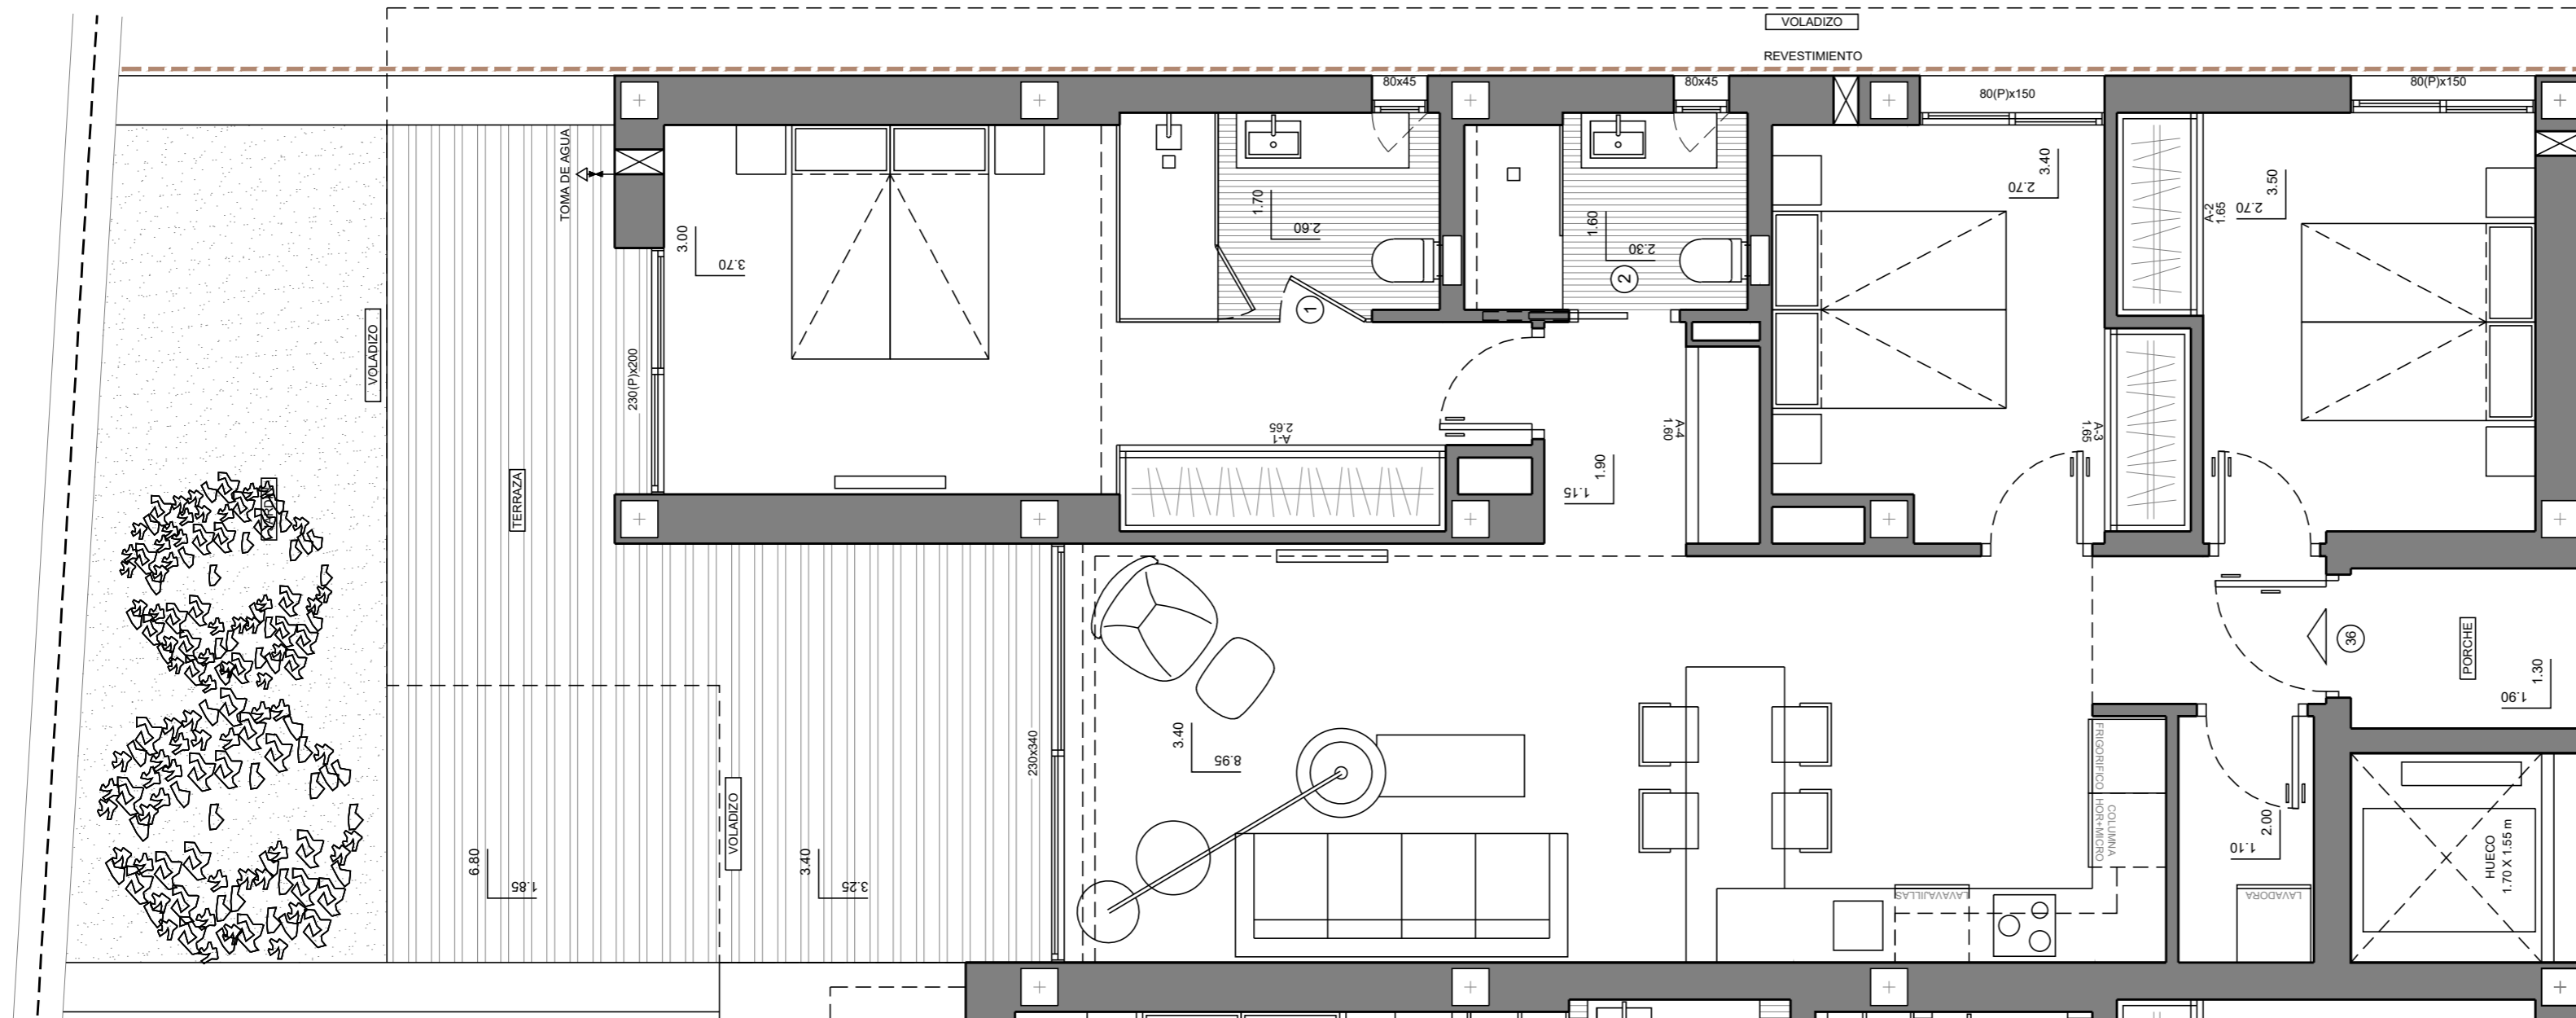 VOLADIZO
REVESTIMIENTO
80x45
80x45
80(P)x150
80(P)x150
TOMA DE AGUA
3.00
3.70
1.70
2.60
1
1.60
2.30
2
3.40
2.70
A-2
1.65
3.50
2.70
VOLADIZO
230(P)x200
TERRAZA
A-1
2.65
A-4
1.60
1.90
1.15
A-3
1.65
36
PORCHE
1.30
1.90
230x340
3.40
8.95
VOLADIZO
6.80
1.85
3.40
3.25
FRIGORIFICO
COLUMNA
HOR+MICRO
LAVAVAJILLAS
2.00
1.10
LAVADORA
HUECO
1.70 X 1.55 m